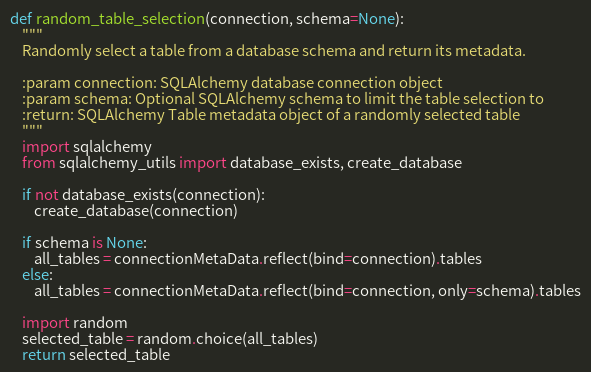 def random_table_selection(connection, schema=None):
"""
Randomly select a table from a database schema and return its metadata.
:param connection: SQLAlchemy database connection object
:param schema: Optional SQLAlchemy schema to limit the table selection to
:return: SQLAlchemy Table metadata object of a randomly selected table
"""
import sqlalchemy
from sqlalchemy_utils import database_exists, create_database
if not database_exists(connection):
create_database(connection)
if schema is None:
all_tables = connectionMetaData.reflect(bind=connection).tables
else:
all_tables = connectionMetaData.reflect(bind=connection, only=schema).tables
import random
selected_table = random.choice(all_tables)
return selected_table